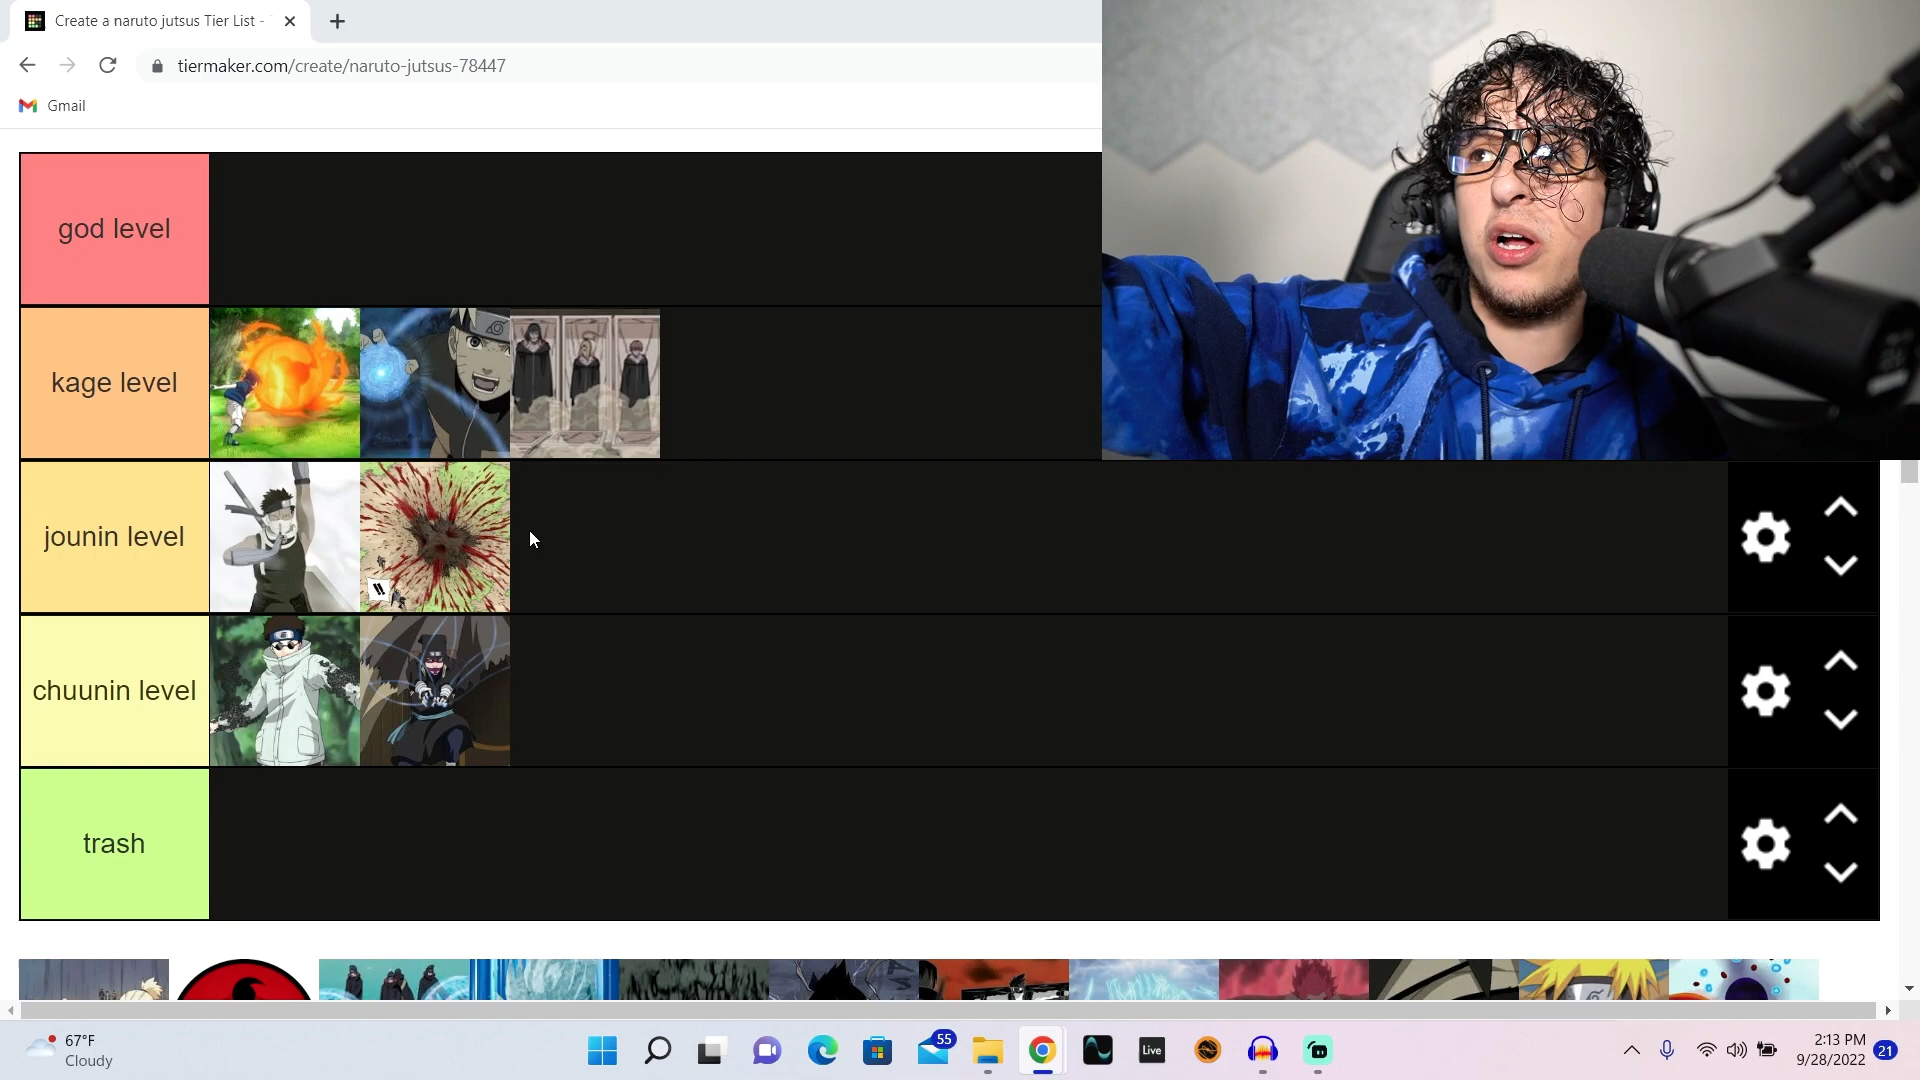 Create a naruto jutsus Tier List -
tiermaker.com/create/naruto-jutsus-78447
Gmail
god level
kage level
jounin level
chuunin level
trash
67°F
Cloudy
55
Live
2:13 PM
9/28/2022
21